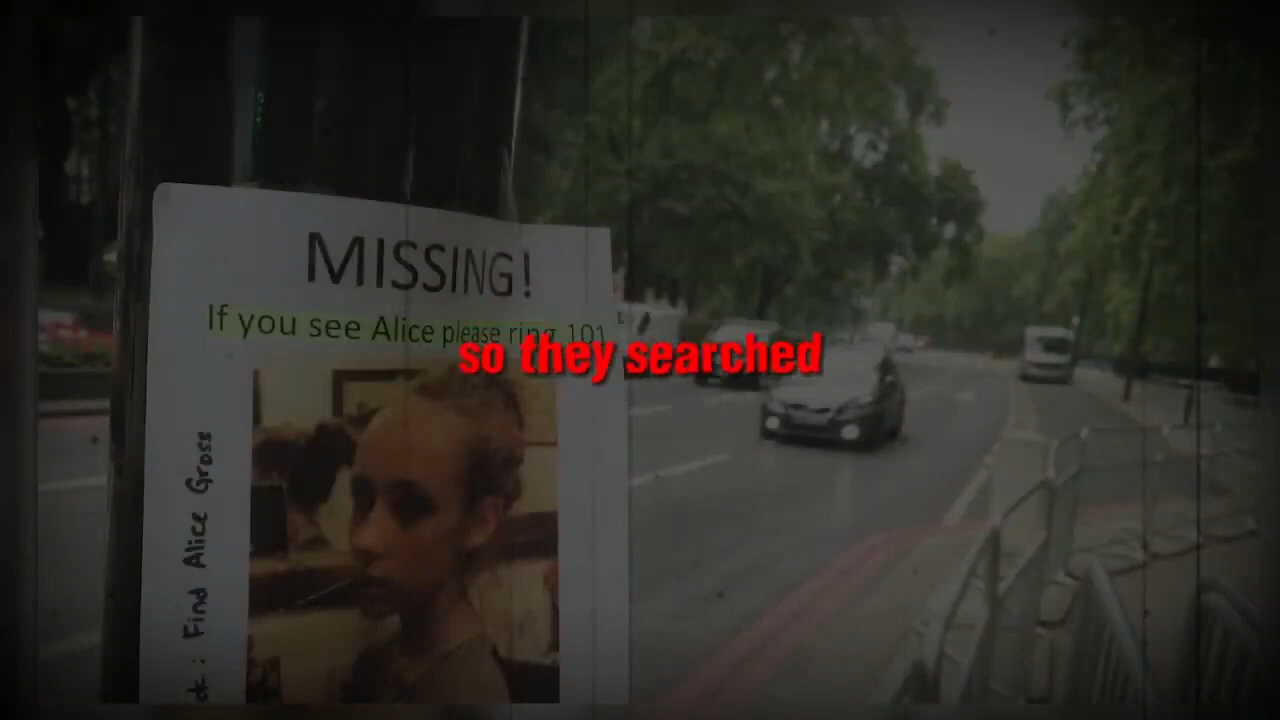 MISSING!
If you see Alice please ring 101
so they searched
k: Find Alice Gross